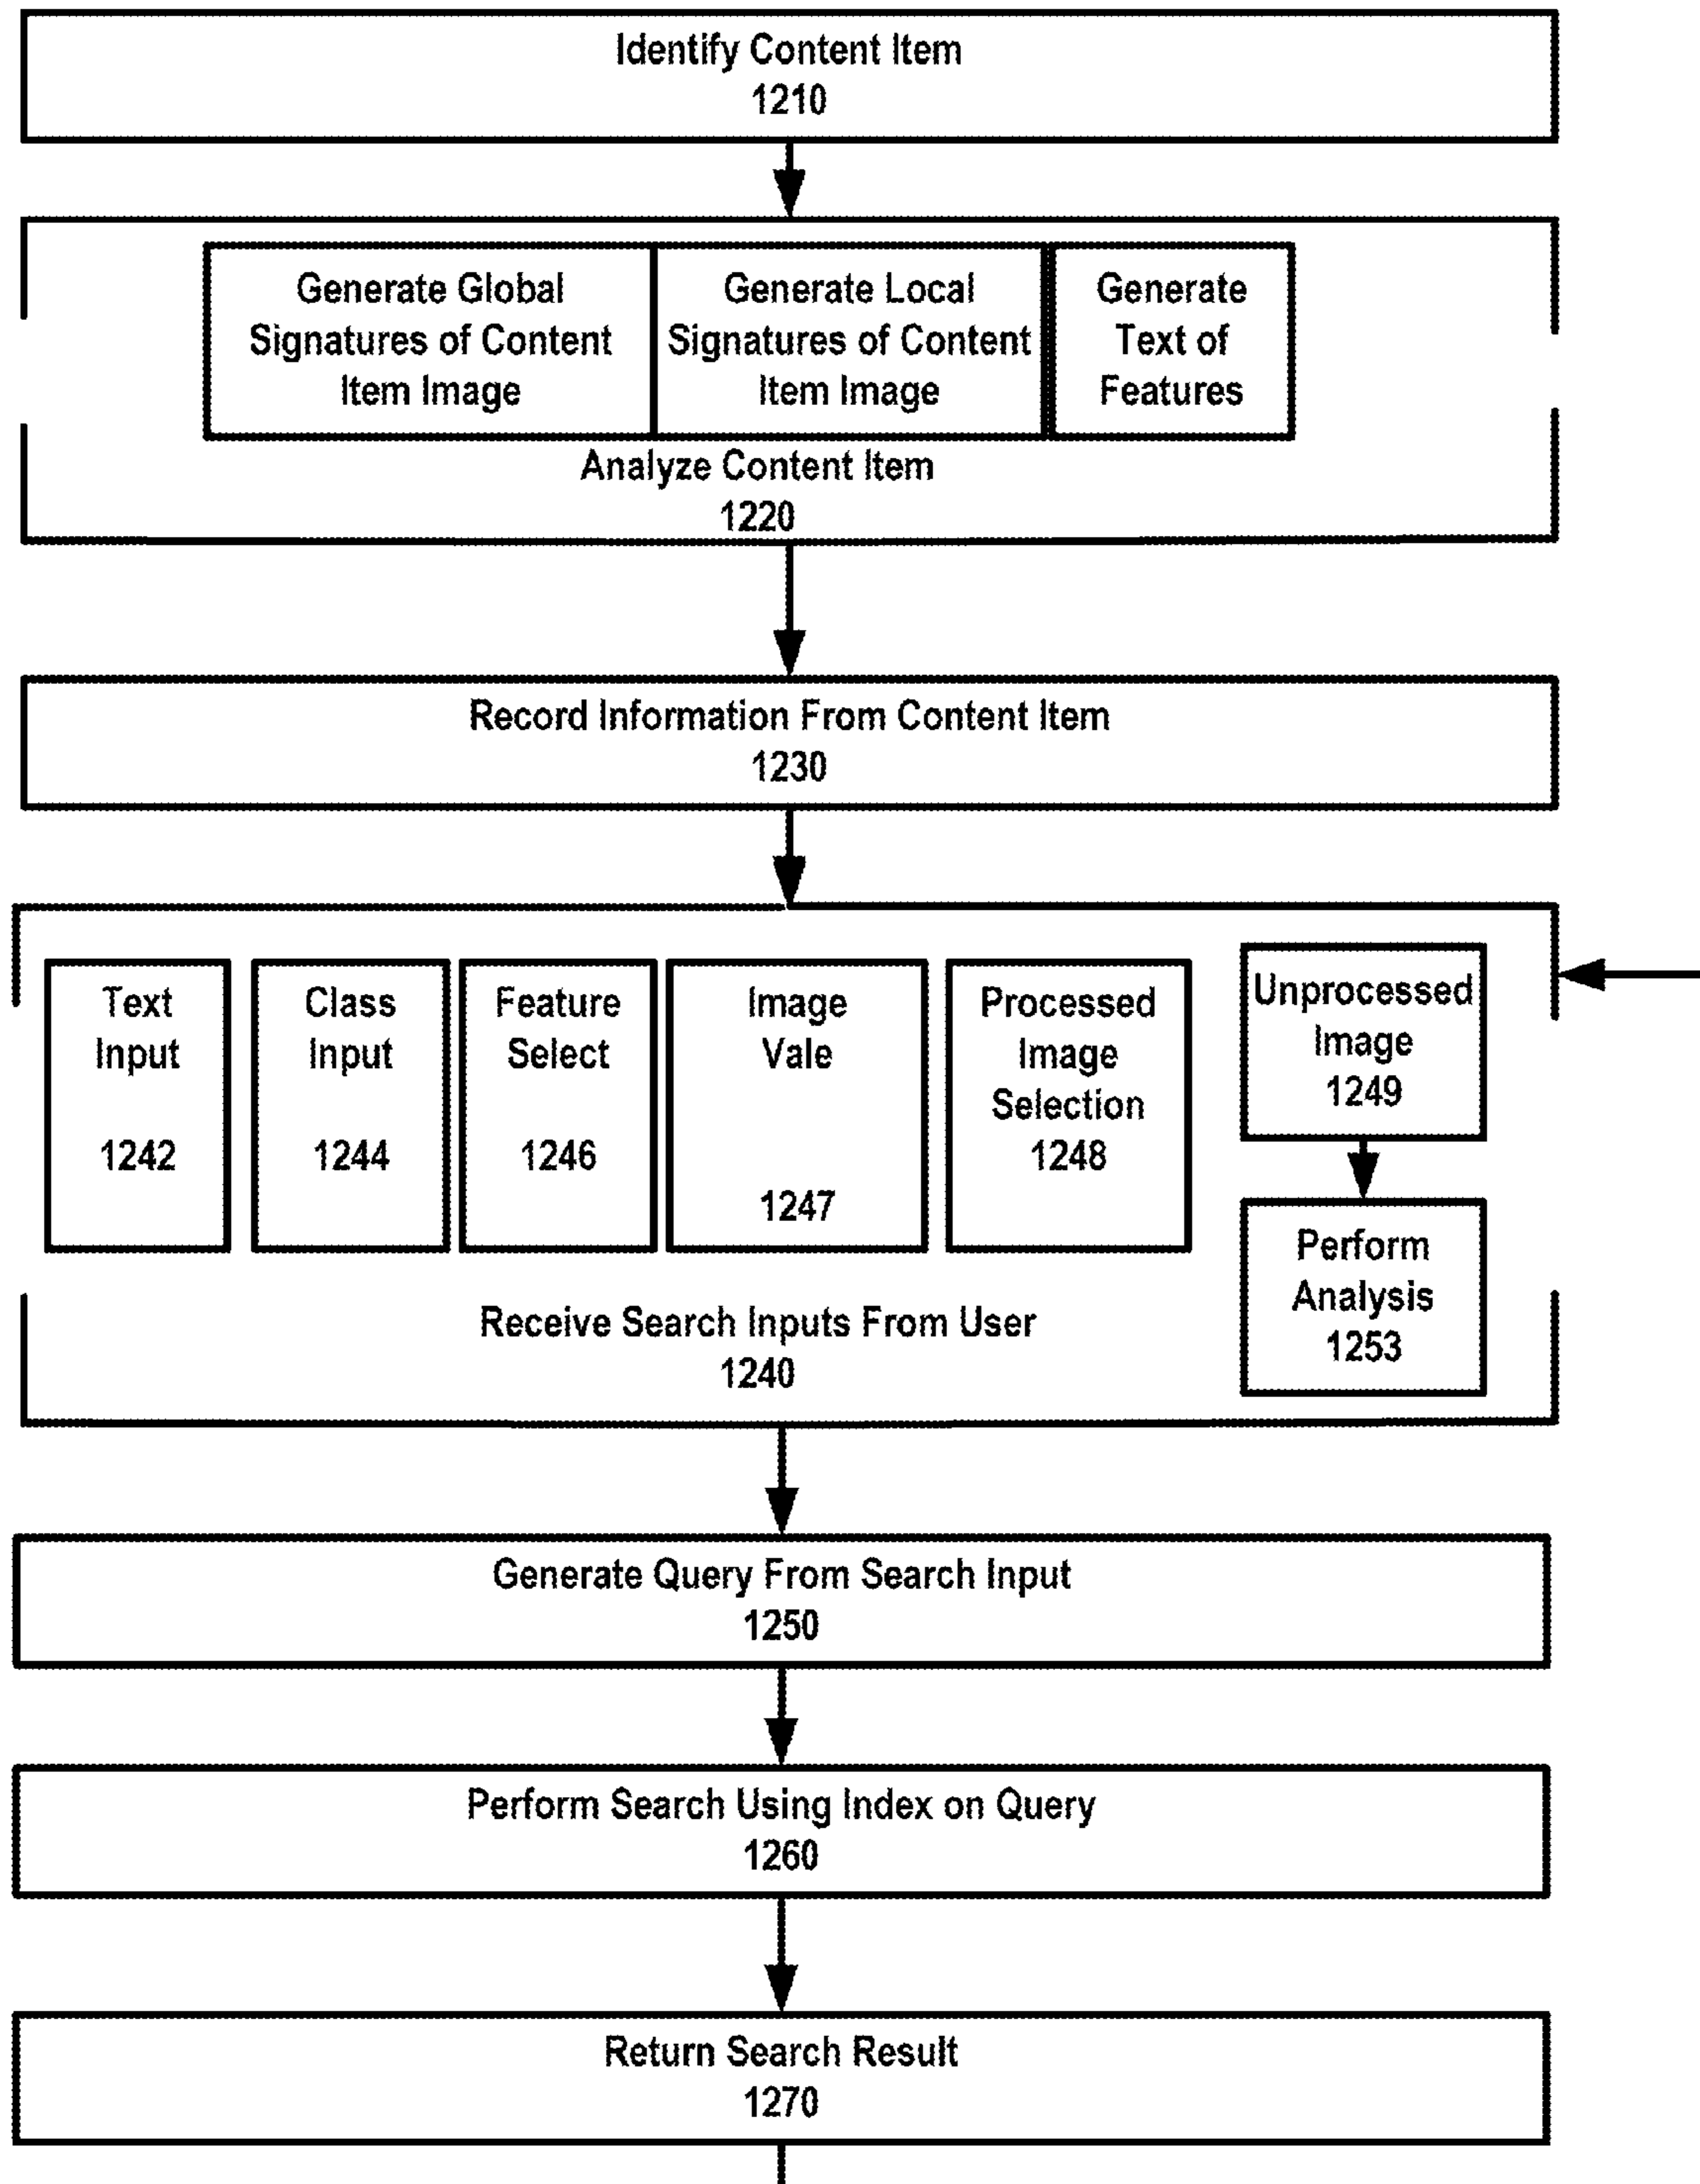 Identify Content Item
1210
Generate Global
Signatures of Content
Item Image
Generate Local
Signatures of Content
Item Image
Generate
Text of
Features
Analyze Content Item
1220
Record Information From Content Item
1230
Text
Input
1242
Class
Input
1244
Feature
Select
1246
Image
Vale
1247
Processed
Image
Selection
1248
Unprocessed
Image
1249
Perform
Analysis
1253
Receive Search Inputs From User
1240
Generate Query From Search Input
1250
Perform Search Using Index on Query
1260
Return Search Result
1270